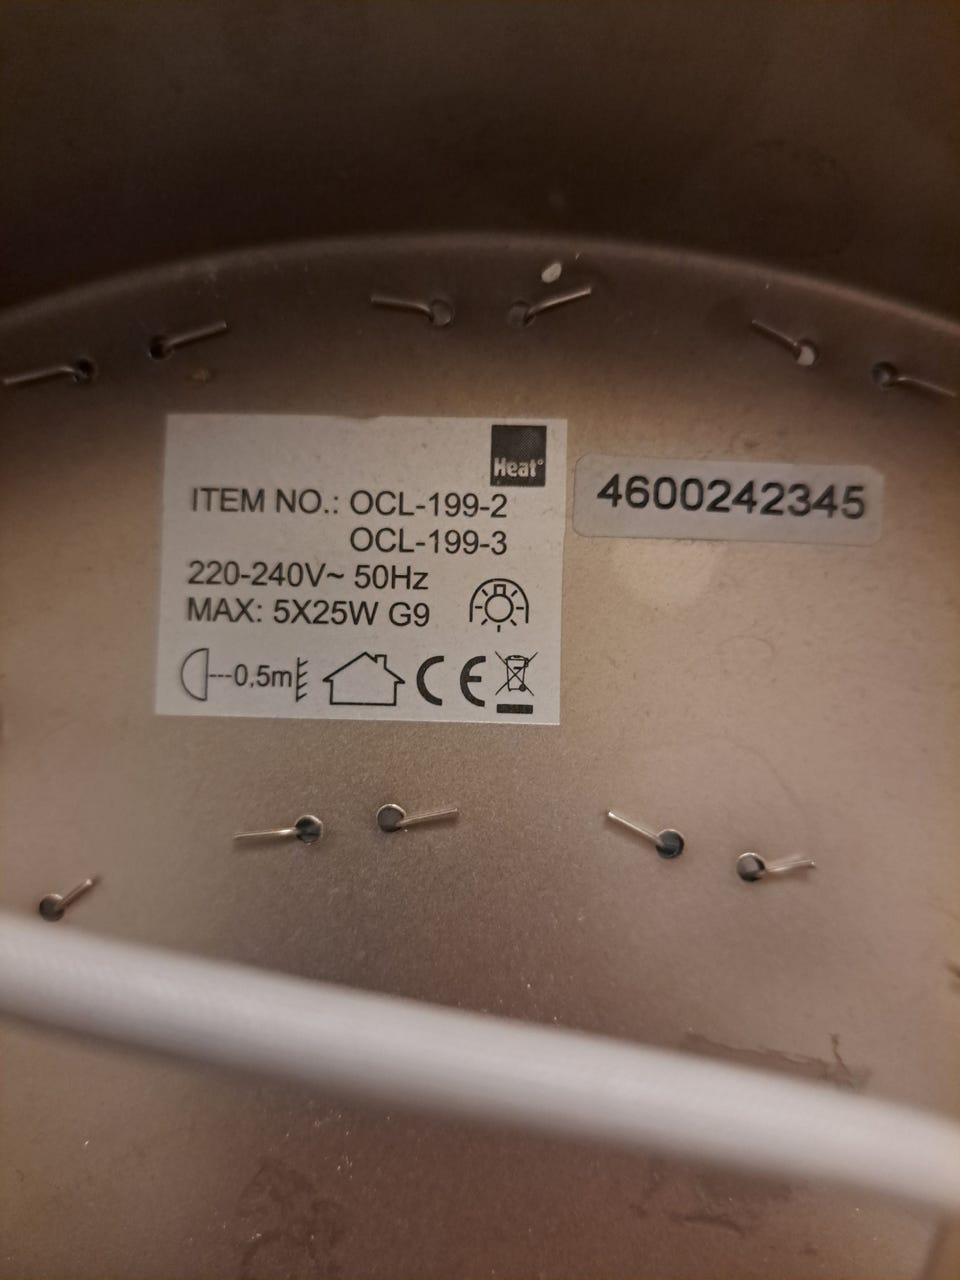 Heat°
ITEM NO.: OCL-199-2
OCL-199-3
220-240V~ 50Hz
MAX: 5X25W G9
0,5m
CE
4600242345